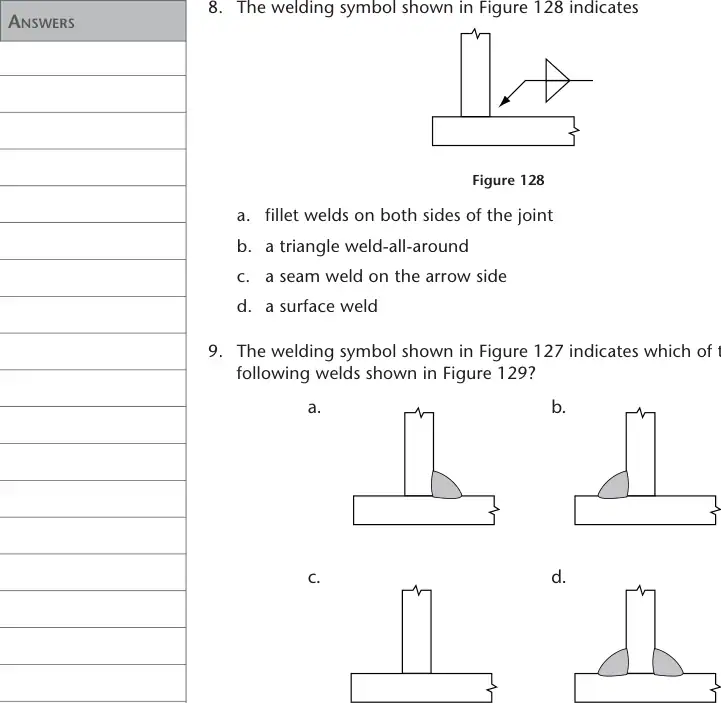 ANSWERS
8. The welding symbol shown in Figure 128 indicates
Figure 128
a. fillet welds on both sides of the joint
b. a triangle weld-all-around
c. a seam weld on the arrow side
d. a surface weld
9. The welding symbol shown in Figure 127 indicates which of t
following welds shown in Figure 129?
a.
b.
c.
d.